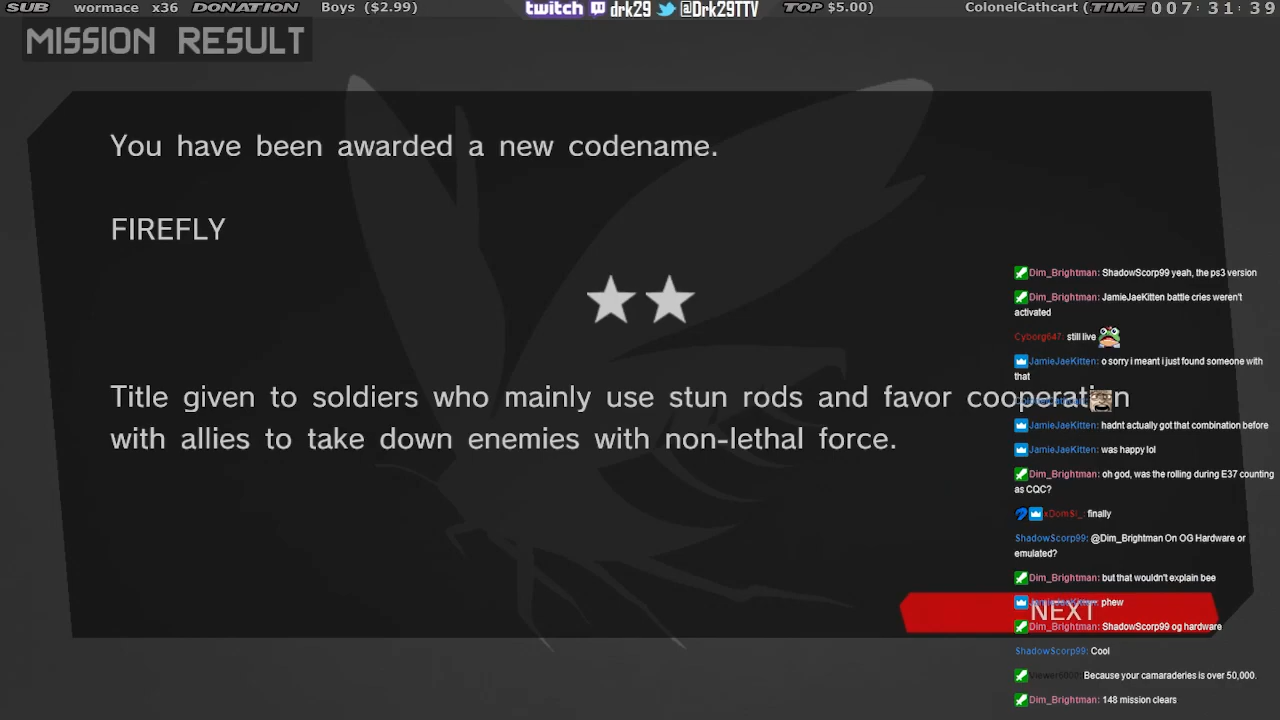 SUB wormace x36 DONATION Boys ($2.99) twitch drk29 @Drk29TTV TOP $5.00) ColonelCathcart ( TIME 007:31:39
MISSION RESULT
You have been awarded a new codename.
FIREFLY
Title given to soldiers who mainly use stun rods and favor cooperation
with allies to take down enemies with non-lethal force.
NEXT
Dim_Brightman: ShadowScorp99 yeah, the ps3 version
Dim_Brightman: JamieJaeKitten battle cries weren't
activated
Cyborg647: still live
JamieJaeKitten: o sorry i meant i just found someone with
that
JamieJaeKitten: hadnt actually got that combination before
JamieJaeKitten: was happy lol
Dim_Brightman: oh god, was the rolling during E37 counting
as CQC?
xDomSi_: finally
ShadowScorp99: @Dim_Brightman On OG Hardware or
emulated?
Dim_Brightman: but that wouldn't explain bee
JamieJaeKitten: phew
Dim_Brightman: ShadowScorp99 og hardware
ShadowScorp99: Cool
Because your camaraderies is over 50,000.
Dim_Brightman: 148 mission clears